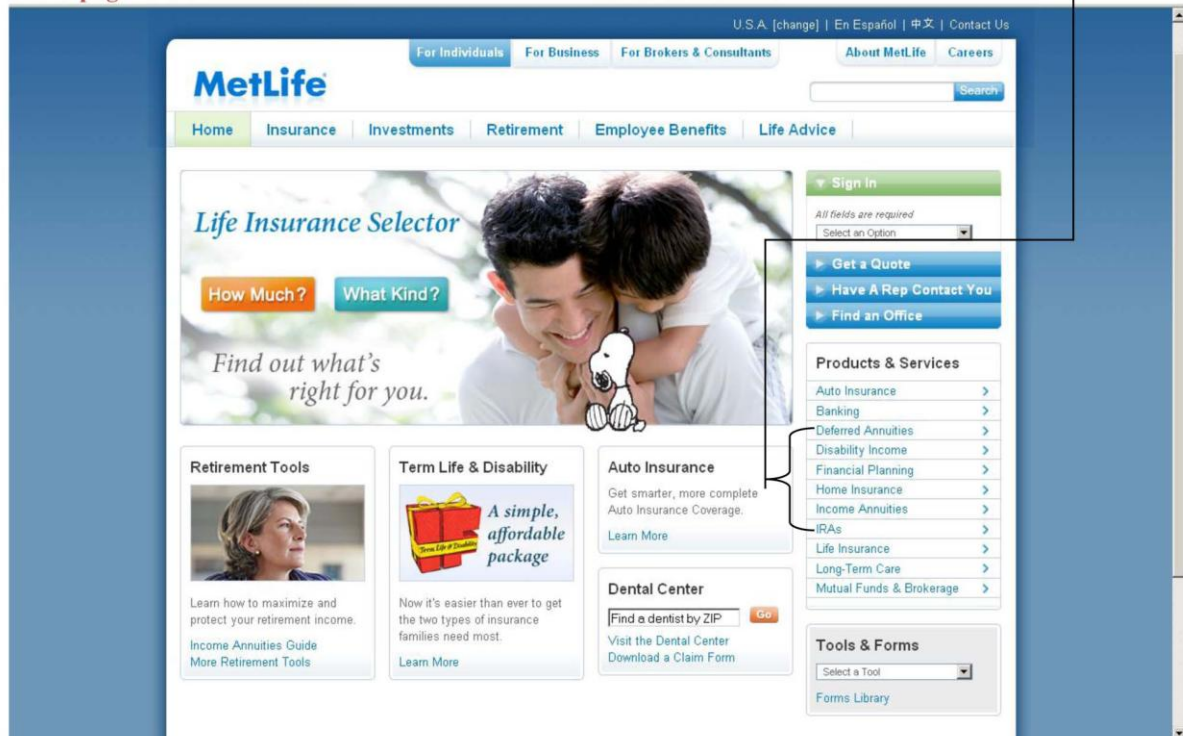 U.S.A. [change] | En Español | 中文 | Contact Us
For Individuals For Business For Brokers & Consultants About MetLife Careers
MetLife
Search
Home Insurance Investments Retirement Employee Benefits Life Advice
Life Insurance Selector
How Much? What Kind?
Find out what's
right for you.
Sign In
All fields are required
Select an Option
Get a Quote
Have A Rep Contact You
Find an Office
Products & Services
Auto Insurance
Banking
Deferred Annuities
Disability Income
Financial Planning
Home Insurance
Income Annuities
IRAs
Life Insurance
Long-Term Care
Mutual Funds & Brokerage
Retirement Tools
Learn how to maximize and
protect your retirement income.
Income Annuities Guide
More Retirement Tools
Term Life & Disability
A simple,
affordable
package
Term Life & Disability
Now it's easier than ever to get
the two types of insurance
families need most.
Learn More
Auto Insurance
Get smarter, more complete
Auto Insurance Coverage.
Learn More
Dental Center
Find a dentist by ZIP Go
Visit the Dental Center
Download a Claim Form
Tools & Forms
Select a Tool
Forms Library